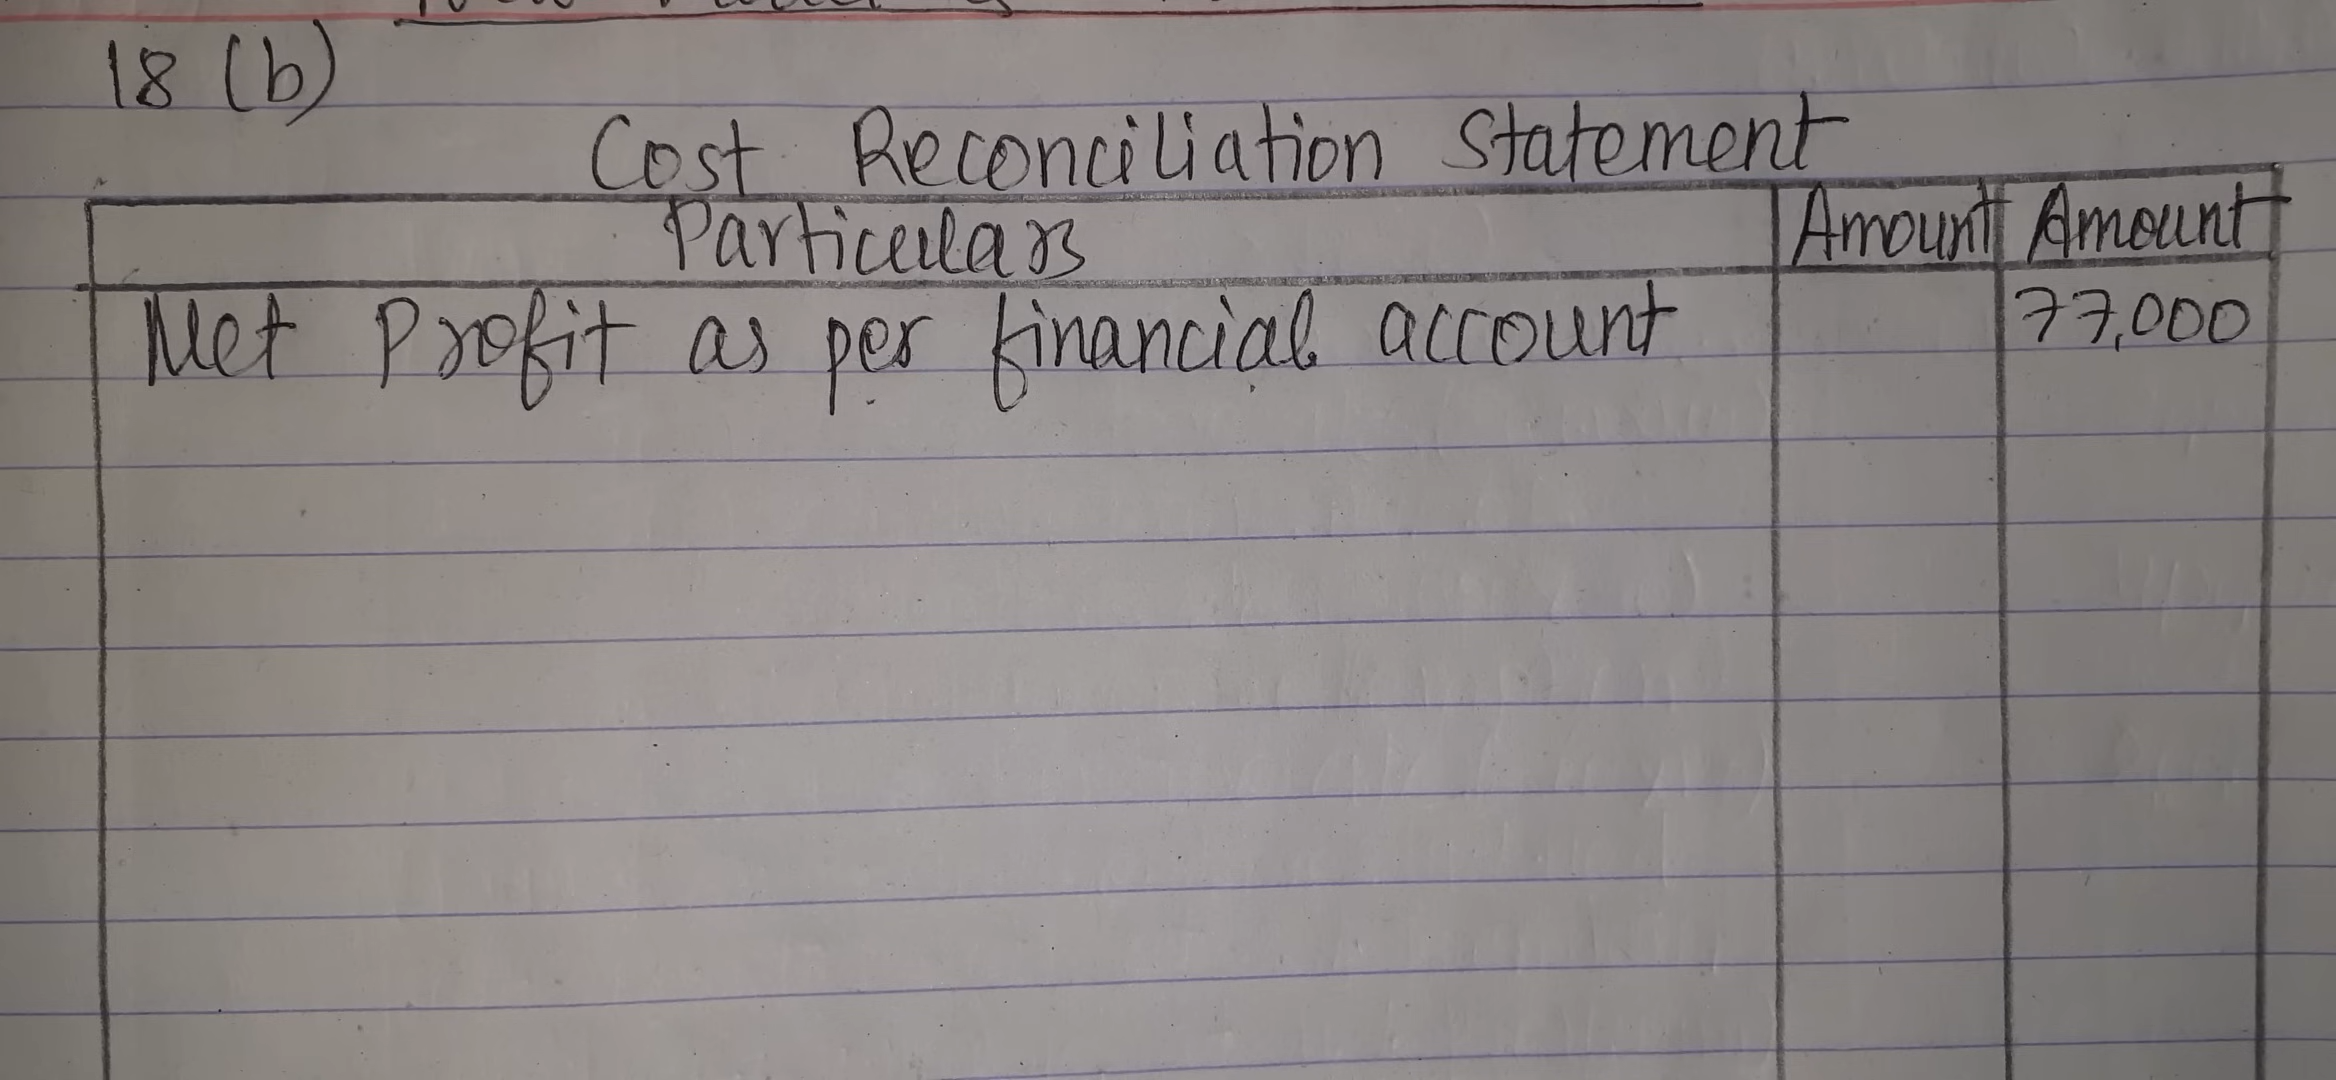 18 (b)
Cost Reconciliation Statement
Particulars Amount Amount
Net Profit as per financial account 77,000